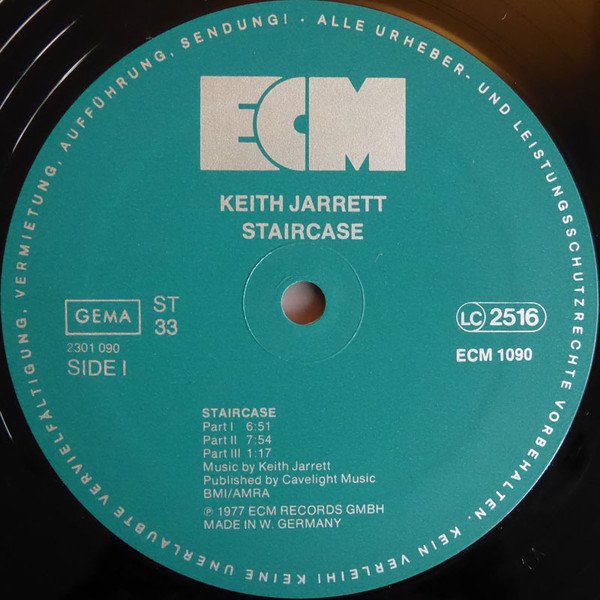 ECM
KEITH JARRETT
STAIRCASE
GEMA
ST
33
2301 090
SIDE I
LC 2516
ECM 1090
STAIRCASE
Part I 6:51
Part II 7:54
Part III 1:17
Music by Keith Jarrett
Published by Cavelight Music
BMI/AMRA
℗ 1977 ECM RECORDS GMBH
MADE IN W. GERMANY
ALLE URHEBER- UND LEISTUNGSSCHUTZRECHTE VORBEHALTEN. KEIN VERLEIH! KEINE UNERLAUBTE VERVIELFÄLTIGUNG, VERMIETUNG, AUFFÜHRUNG, SENDUNG! ·